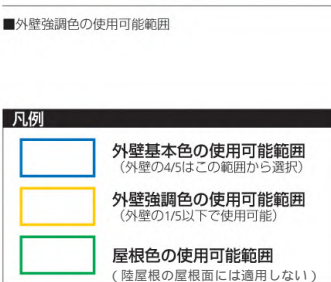 ■外壁強調色の使用可能範囲
凡例
外壁基本色の使用可能範囲
（外壁の4/5はこの範囲から選択）
外壁強調色の使用可能範囲
（外壁の1/5以下で使用可能）
屋根色の使用可能範囲
(陸屋根の屋根面には適用しない)